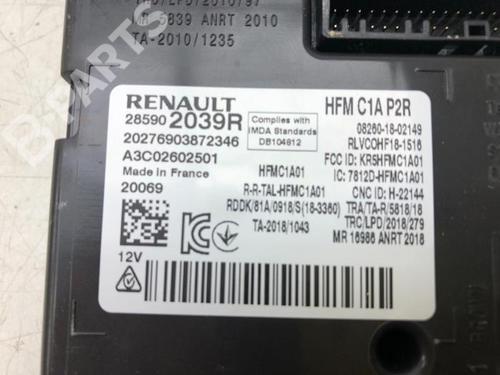 MR 5839 ANRT 2010
TA-2010/1235
RENAULT
28590 2039R
20276903872346
A3C02602501
Made in France
20069
12V
Complies with
IMDA Standards
DB104812
HFMC1A01
R-R-TAL-HFMC1A01
RDDK/81A/0918/S(18-3360)
TA-2018/1043
HFM C1A P2R
08260-18-02149
RLVCOHF18-1516
FCC ID: KR5HFMC1A01
IC: 7812D-HFMC1A01
CNC ID: H-22144
TRA/TA-R/5818/18
TRC/LPD/2018/279
MR 16986 ANRT 2018
B-PARTS